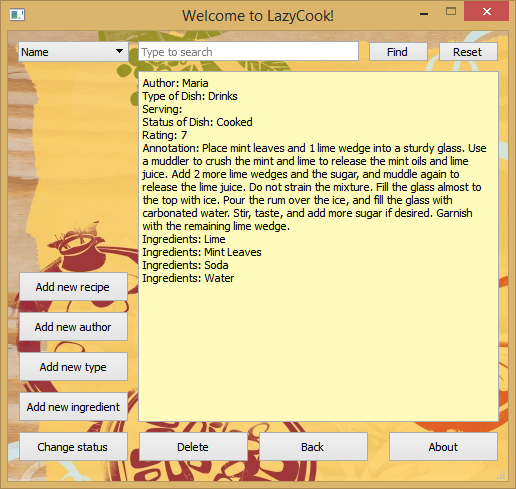 Welcome to LazyCook!
Name
Type to search
Find
Reset
Author: Maria
Type of Dish: Drinks
Serving:
Status of Dish: Cooked
Rating: 7
Annotation: Place mint leaves and 1 lime wedge into a sturdy glass. Use
a muddler to crush the mint and lime to release the mint oils and lime
juice. Add 2 more lime wedges and the sugar, and muddle again to
release the lime juice. Do not strain the mixture. Fill the glass almost to
the top with ice. Pour the rum over the ice, and fill the glass with
carbonated water. Stir, taste, and add more sugar if desired. Garnish
with the remaining lime wedge.
Ingredients: Lime
Ingredients: Mint Leaves
Ingredients: Soda
Ingredients: Water
Add new recipe
Add new author
Add new type
Add new ingredient
Change status
Delete
Back
About